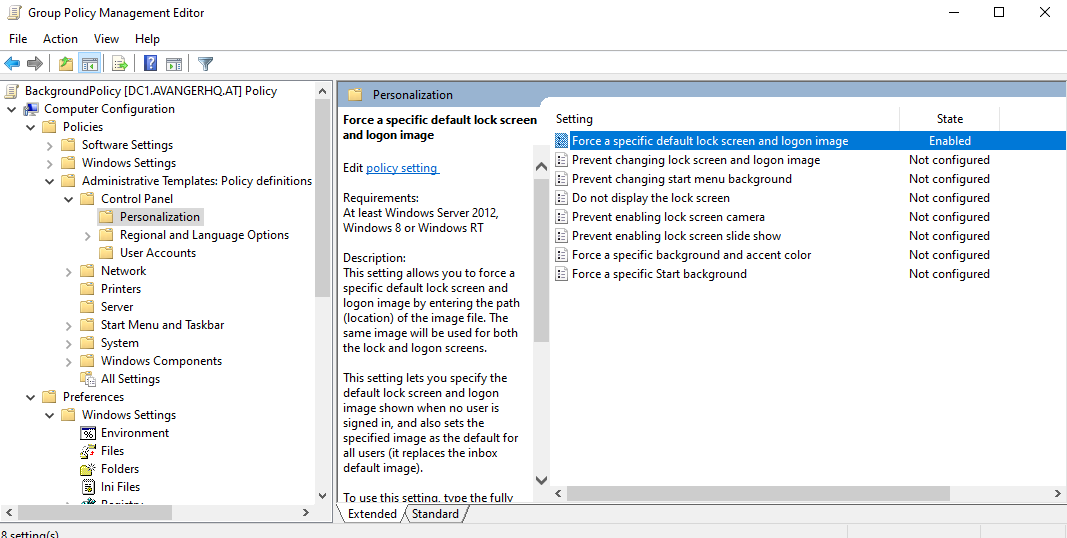 Group Policy Management Editor
File Action View Help
BackgroundPolicy [DC1.AVANGERHQ.AT] Policy
Computer Configuration
Policies
Software Settings
Windows Settings
Administrative Templates: Policy definitions
Control Panel
Personalization
Regional and Language Options
User Accounts
Network
Printers
Server
Start Menu and Taskbar
System
Windows Components
All Settings
Preferences
Windows Settings
Environment
Files
Folders
Ini Files
Personalization
Force a specific default lock screen
and logon image
Edit policy setting
Requirements:
At least Windows Server 2012,
Windows 8 or Windows RT
Description:
This setting allows you to force a
specific default lock screen and
logon image by entering the path
(location) of the image file. The
same image will be used for both
the lock and logon screens.
This setting lets you specify the
default lock screen and logon
image shown when no user is
signed in, and also sets the
specified image as the default for
all users (it replaces the inbox
default image).
To use this setting, type the fully
Setting State
Force a specific default lock screen and logon image Enabled
Prevent changing lock screen and logon image Not configured
Prevent changing start menu background Not configured
Do not display the lock screen Not configured
Prevent enabling lock screen camera Not configured
Prevent enabling lock screen slide show Not configured
Force a specific background and accent color Not configured
Force a specific Start background Not configured
Extended Standard
8 setting(s)